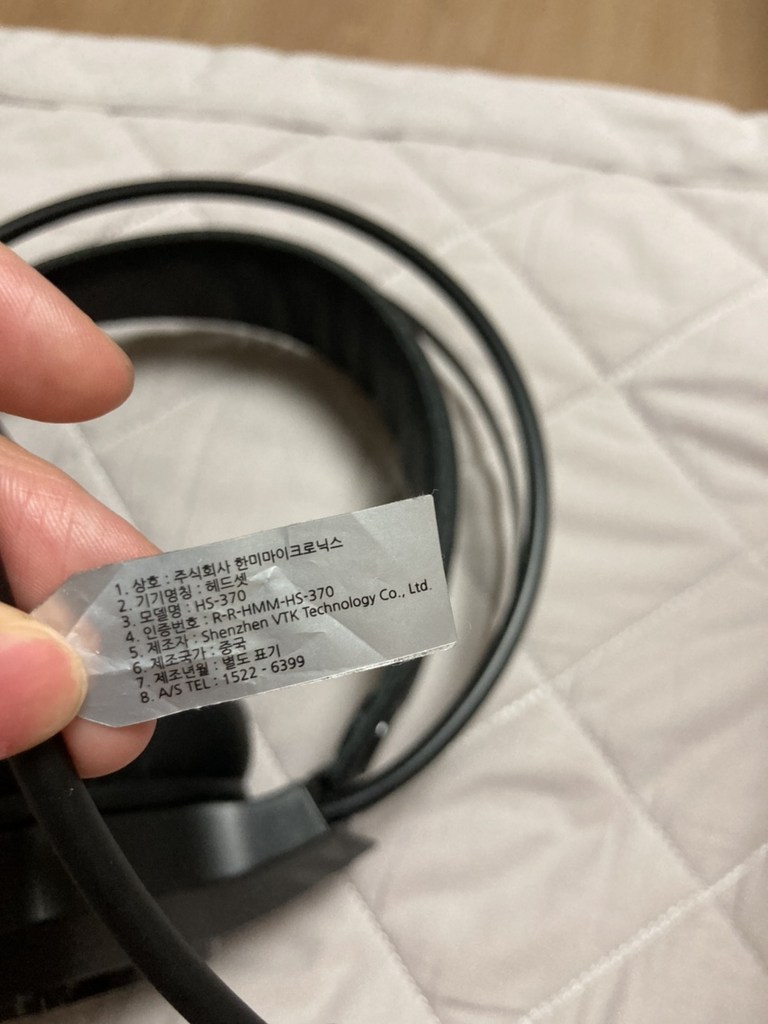 1. 상호 : 주식회사 한미마이크로닉스
2. 기기명칭 : 헤드셋
3. 모델명 : HS-370
4. 인증번호 : R-R-HMM-HS-370
5. 제조자 : Shenzhen VTK Technology Co., Ltd.
6. 제조국가 : 중국
7. 제조년월 : 별도 표기
8. A/S TEL : 1522 - 6399